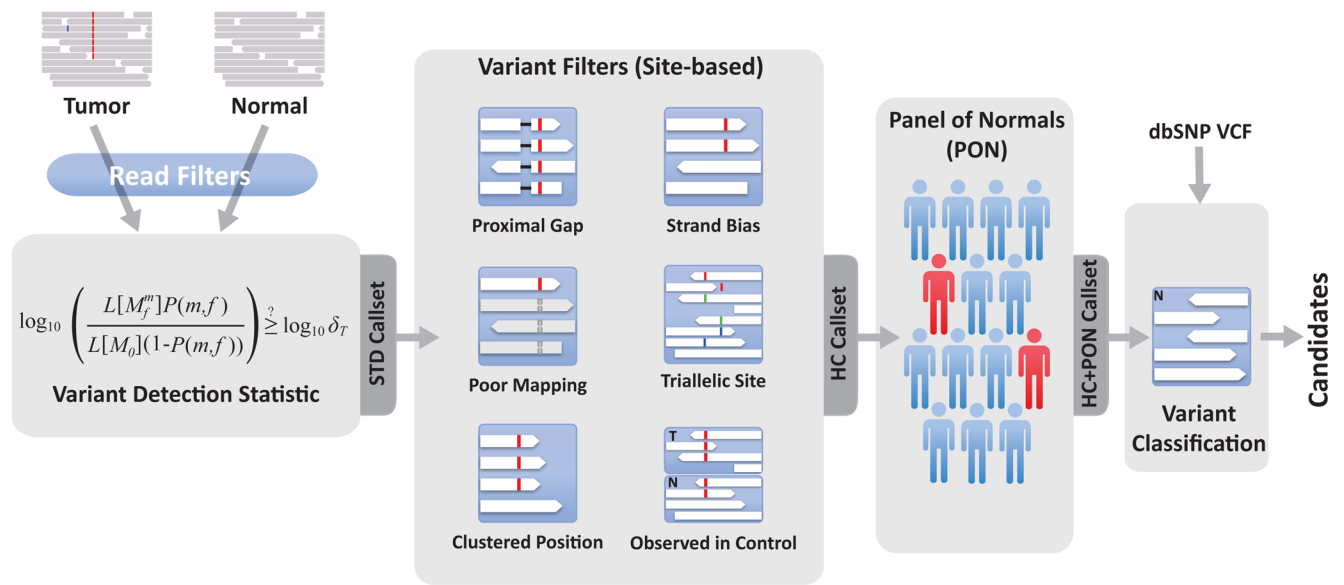 Tumor
Normal
Read Filters
log10 ( L[M_f^m]P(m,f) / L[M_0](1-P(m,f)) ) ≥? log10 δ_T
Variant Detection Statistic
STD Callset
Variant Filters (Site-based)
Proximal Gap
Strand Bias
Poor Mapping
Triallelic Site
Clustered Position
T
N
Observed in Control
HC Callset
Panel of Normals
(PON)
HC+PON Callset
dbSNP VCF
N
Variant
Classification
Candidates